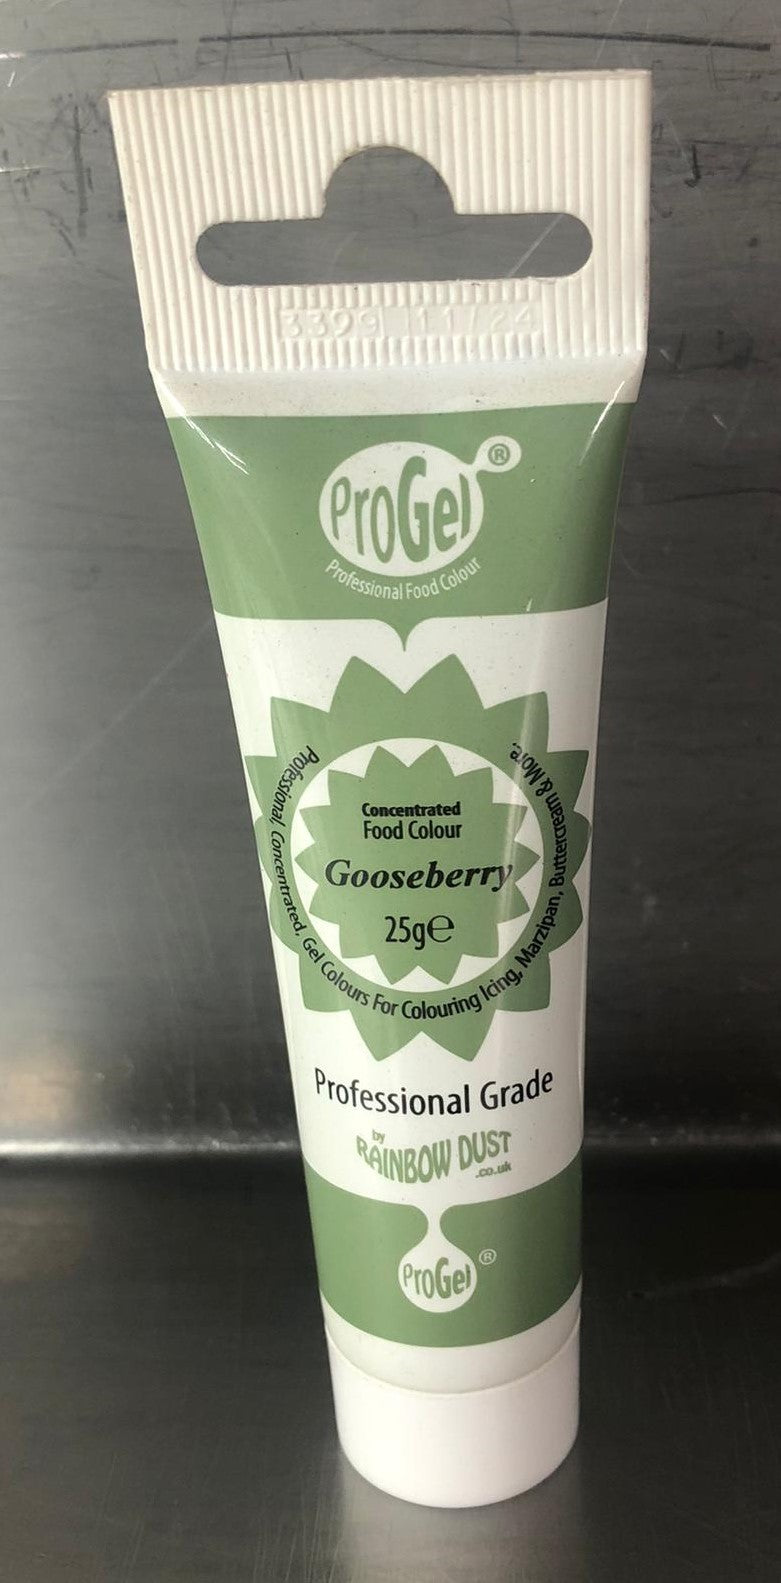 3399 11/24
ProGel®
Professional Food Colour
Professional, Concentrated, Gel Colours For Colouring Icing, Marzipan, Buttercream & More.
Concentrated
Food Colour
Gooseberry
25g℮
Professional Grade
by
RAINBOW DUST
.co.uk
ProGel®